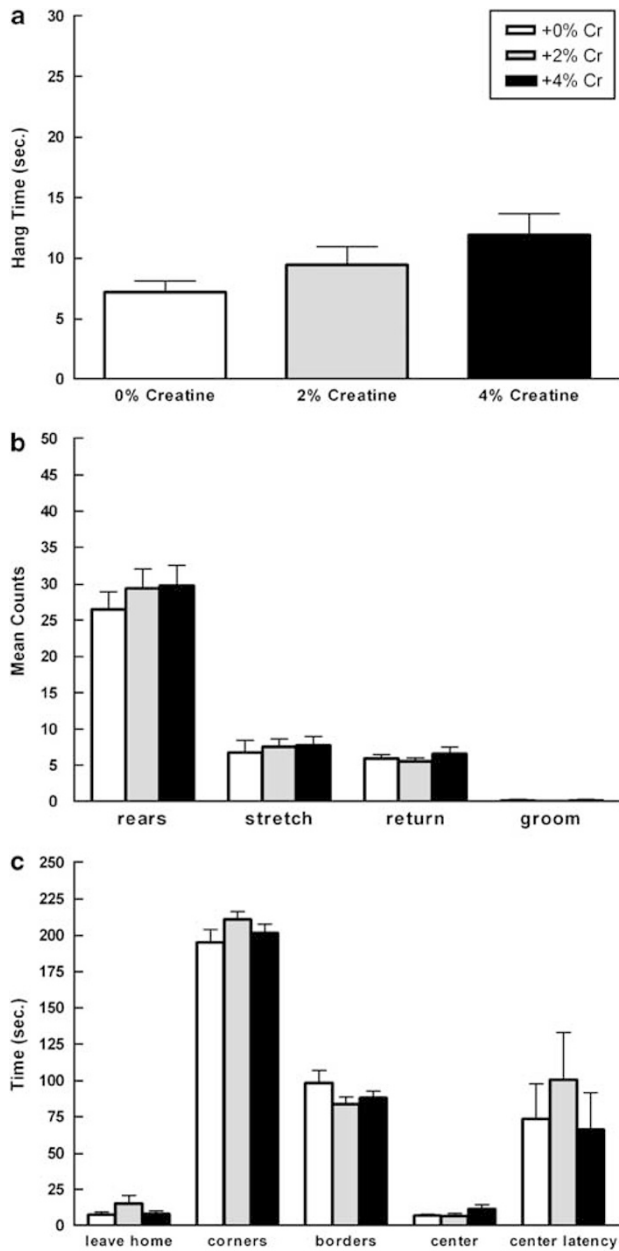 a
+0% Cr
+2% Cr
+4% Cr
Hang Time (sec.)
30
25
20
15
10
5
0
0% Creatine 2% Creatine 4% Creatine
b
Mean Counts
50
45
40
35
30
25
20
15
10
5
0
rears stretch return groom
c
Time (sec.)
250
225
200
175
150
125
100
75
50
25
0
leave home corners borders center center latency